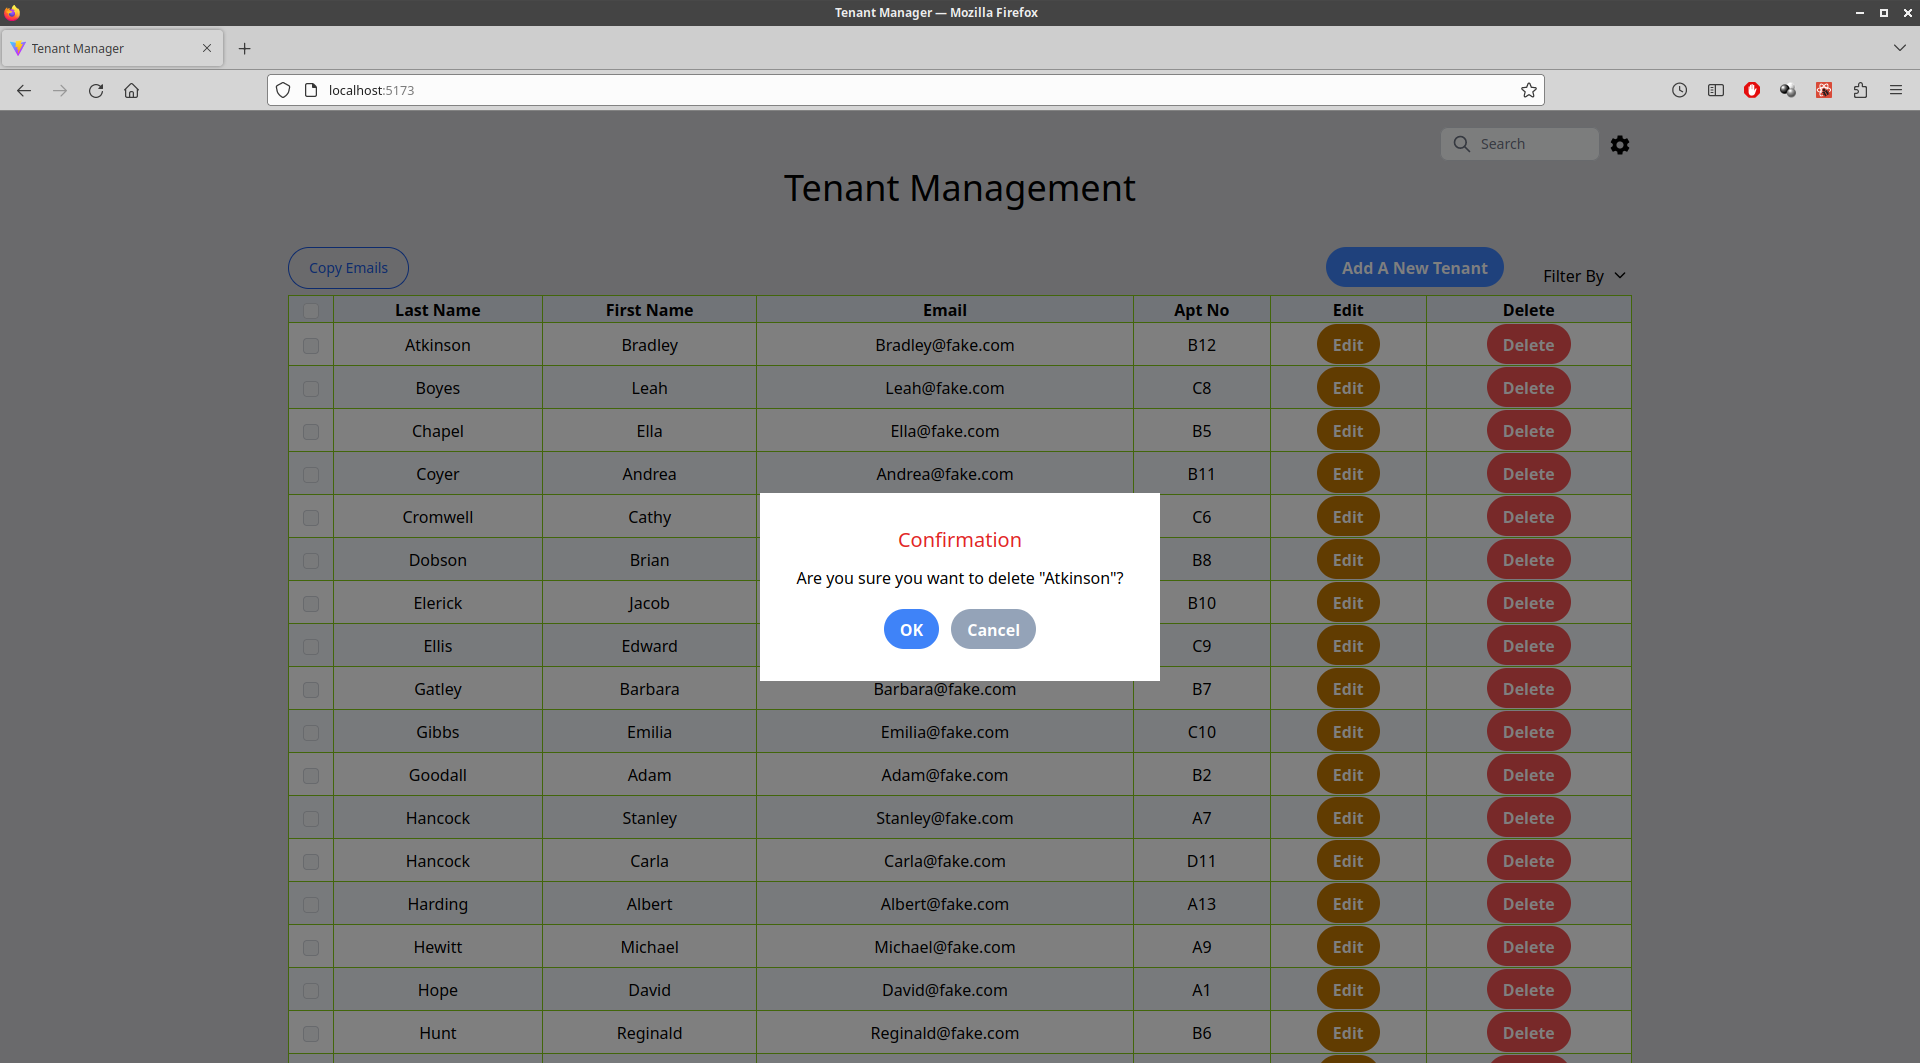 Tenant Manager — Mozilla Firefox
Tenant Manager
localhost:5173
Search
Tenant Management
Copy Emails Add A New Tenant Filter By
Last Name First Name Email Apt No Edit Delete
Atkinson Bradley Bradley@fake.com B12 Edit Delete
Boyes Leah Leah@fake.com C8 Edit Delete
Chapel Ella Ella@fake.com B5 Edit Delete
Coyer Andrea Andrea@fake.com B11 Edit Delete
Cromwell Cathy C6 Edit Delete
Dobson Brian B8 Edit Delete
Elerick Jacob B10 Edit Delete
Ellis Edward C9 Edit Delete
Confirmation
Are you sure you want to delete "Atkinson"?
OK Cancel
Gatley Barbara Barbara@fake.com B7 Edit Delete
Gibbs Emilia Emilia@fake.com C10 Edit Delete
Goodall Adam Adam@fake.com B2 Edit Delete
Hancock Stanley Stanley@fake.com A7 Edit Delete
Hancock Carla Carla@fake.com D11 Edit Delete
Harding Albert Albert@fake.com A13 Edit Delete
Hewitt Michael Michael@fake.com A9 Edit Delete
Hope David David@fake.com A1 Edit Delete
Hunt Reginald Reginald@fake.com B6 Edit Delete